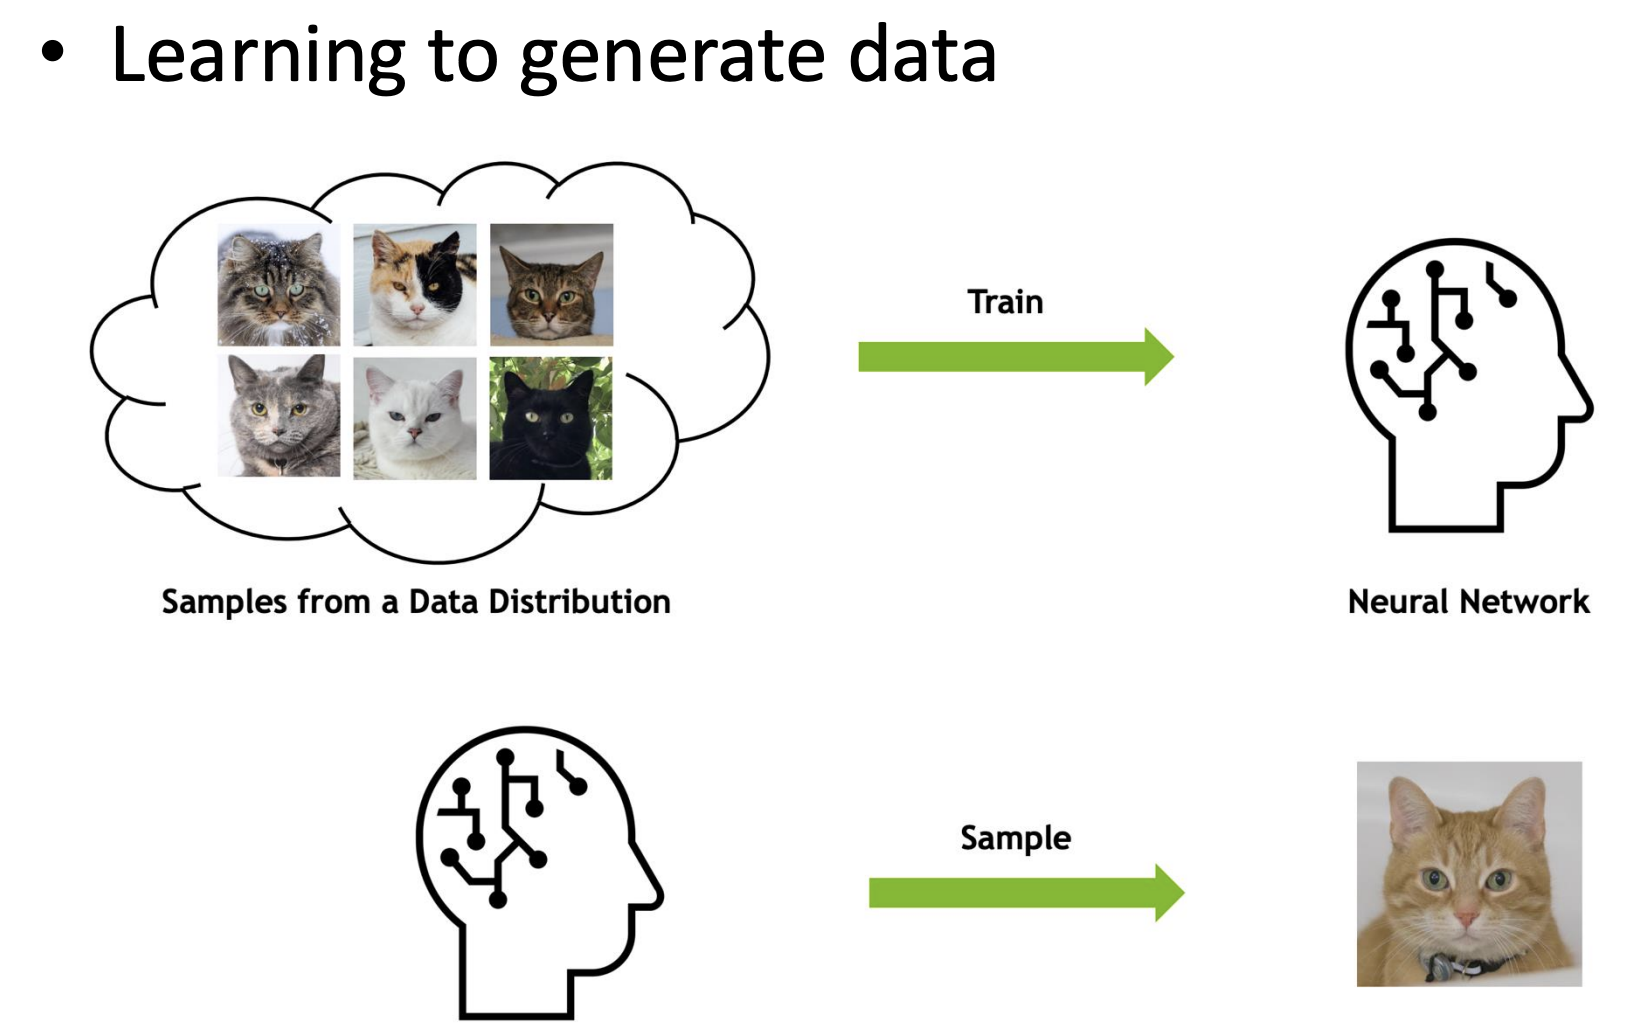 • Learning to generate data
Train
Samples from a Data Distribution
Neural Network
Sample